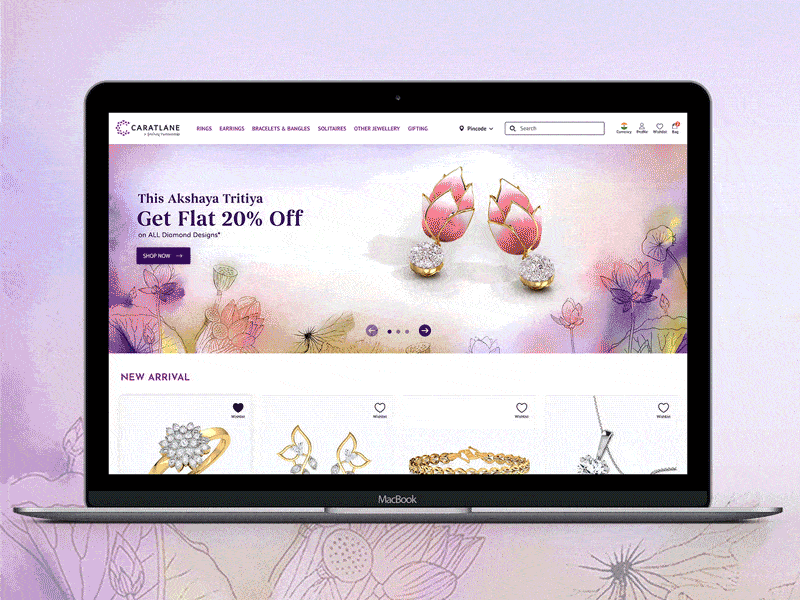 CARATLANE
RINGS EARRINGS BRACELETS & BANGLES SOLITAIRES OTHER JEWELLERY GIFTING
Pincode
Search
Currency Profile Wishlist Bag
This Akshaya Tritiya
Get Flat 20% Off
on ALL Diamond Designs*
SHOP NOW
NEW ARRIVAL
Wishlist Wishlist Wishlist Wishlist
MacBook